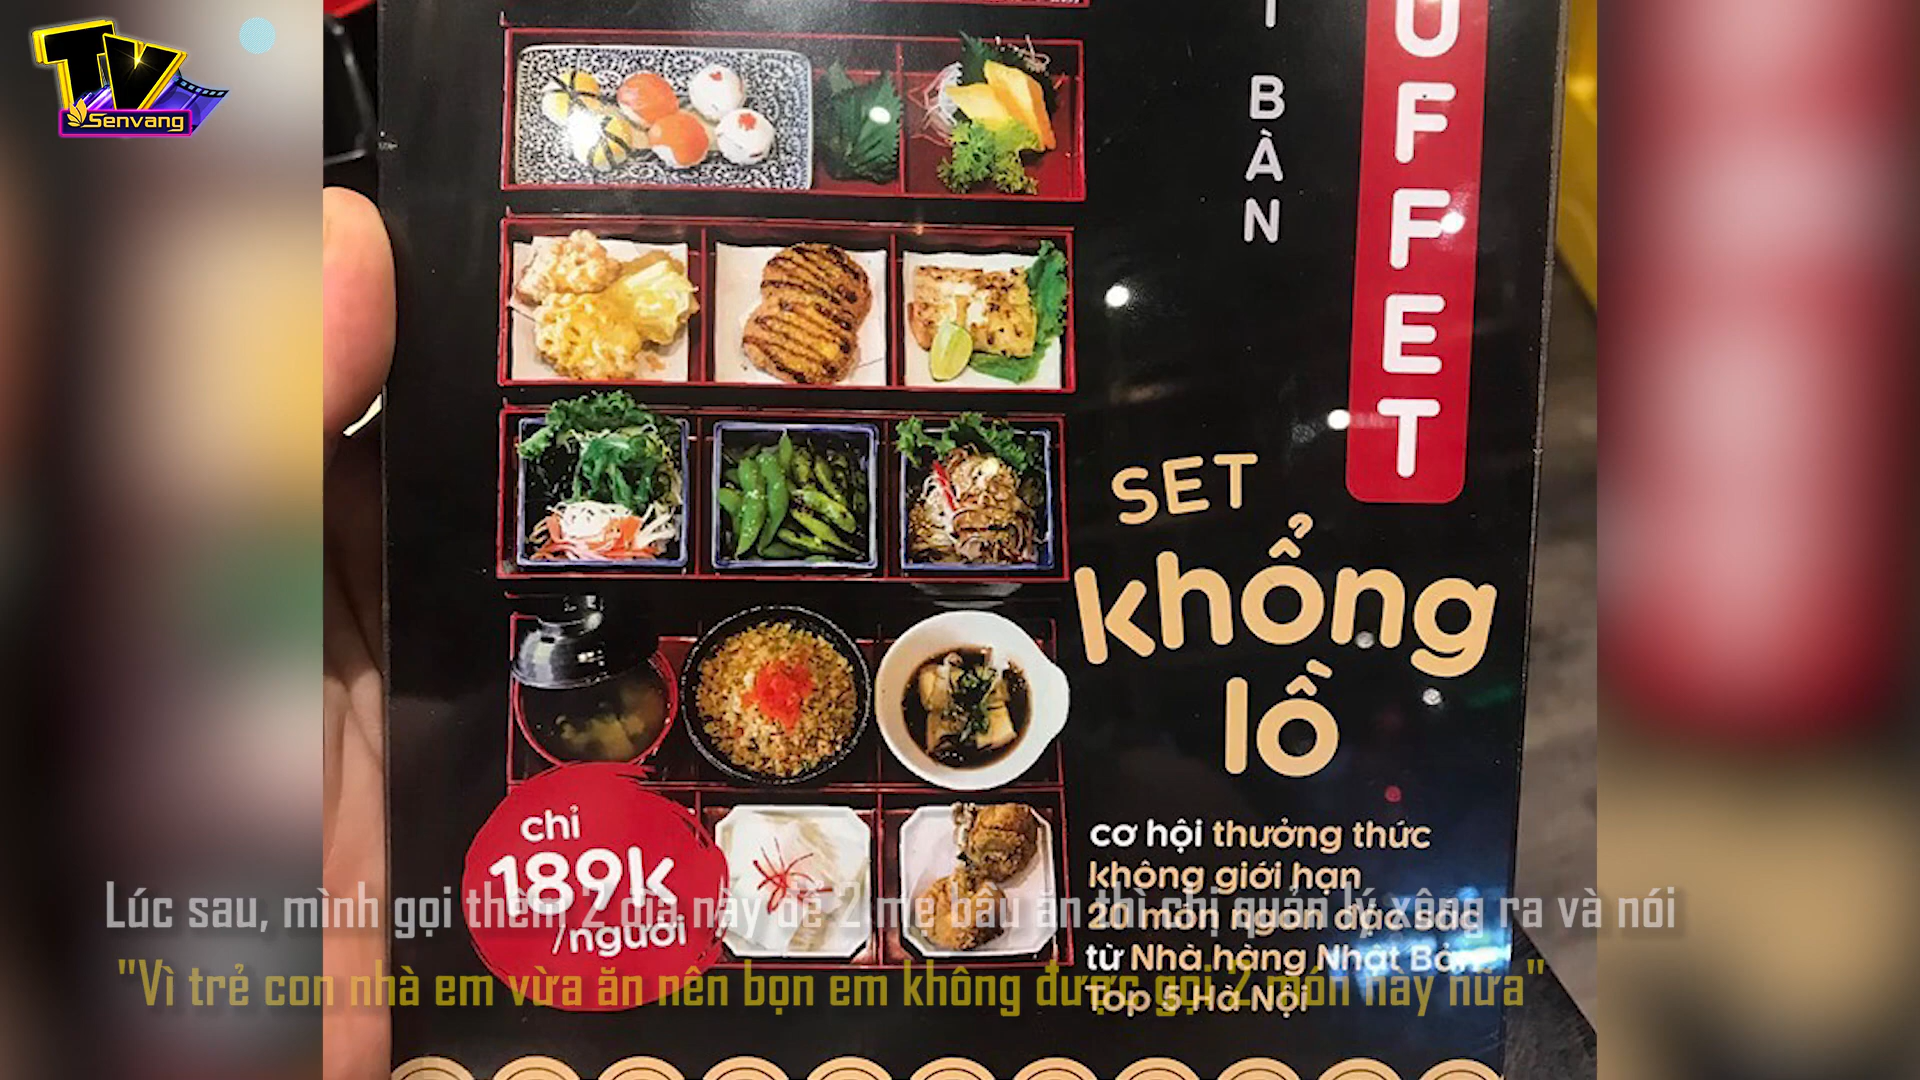 TV
Senvang
BÀN
UFFET
SET
khổng
lồ
chỉ
189k
/người
cơ hội thưởng thức
không giới hạn
20 món ngon đặc sắc
từ Nhà hàng Nhật Bản
Top 5 Hà Nội
Lúc sau, mình gọi thêm 2 đĩa này để 2 mẹ bầu ăn thì chị quản lý xông ra và nói
"Vì trẻ con nhà em vừa ăn nên bọn em không được gọi 2 món này nữa"